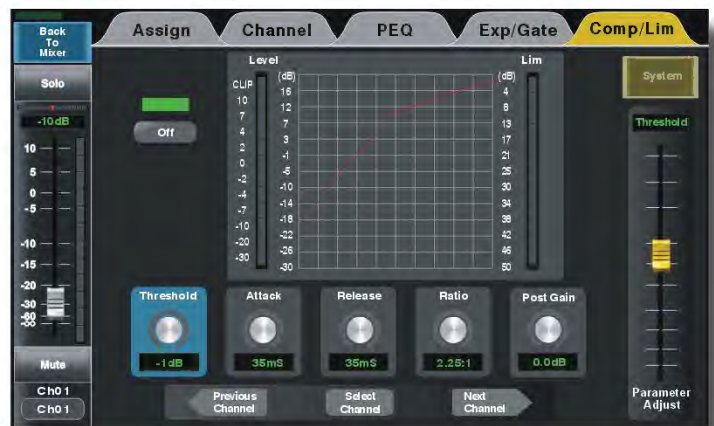 Back
To
Mixer
Assign
Channel
PEQ
Exp/Gate
Comp/Lim
Solo
-10dB
10
5
0
-5
-10
-15
-20
-30
-60
-∞
Mute
Ch01
Ch01
Off
Level
CLIP
10
7
4
2
0
-2
-4
-7
-10
-20
-30
(dB)
16
12
7
3
-1
-5
-10
-14
-18
-22
-26
-30
Lim
(dB)
4
8
13
17
21
25
30
34
38
42
46
50
System
Threshold
Parameter
Adjust
Threshold
-1dB
Attack
35mS
Release
35mS
Ratio
2.25:1
Post Gain
0.0dB
Previous
Channel
Select
Channel
Next
Channel